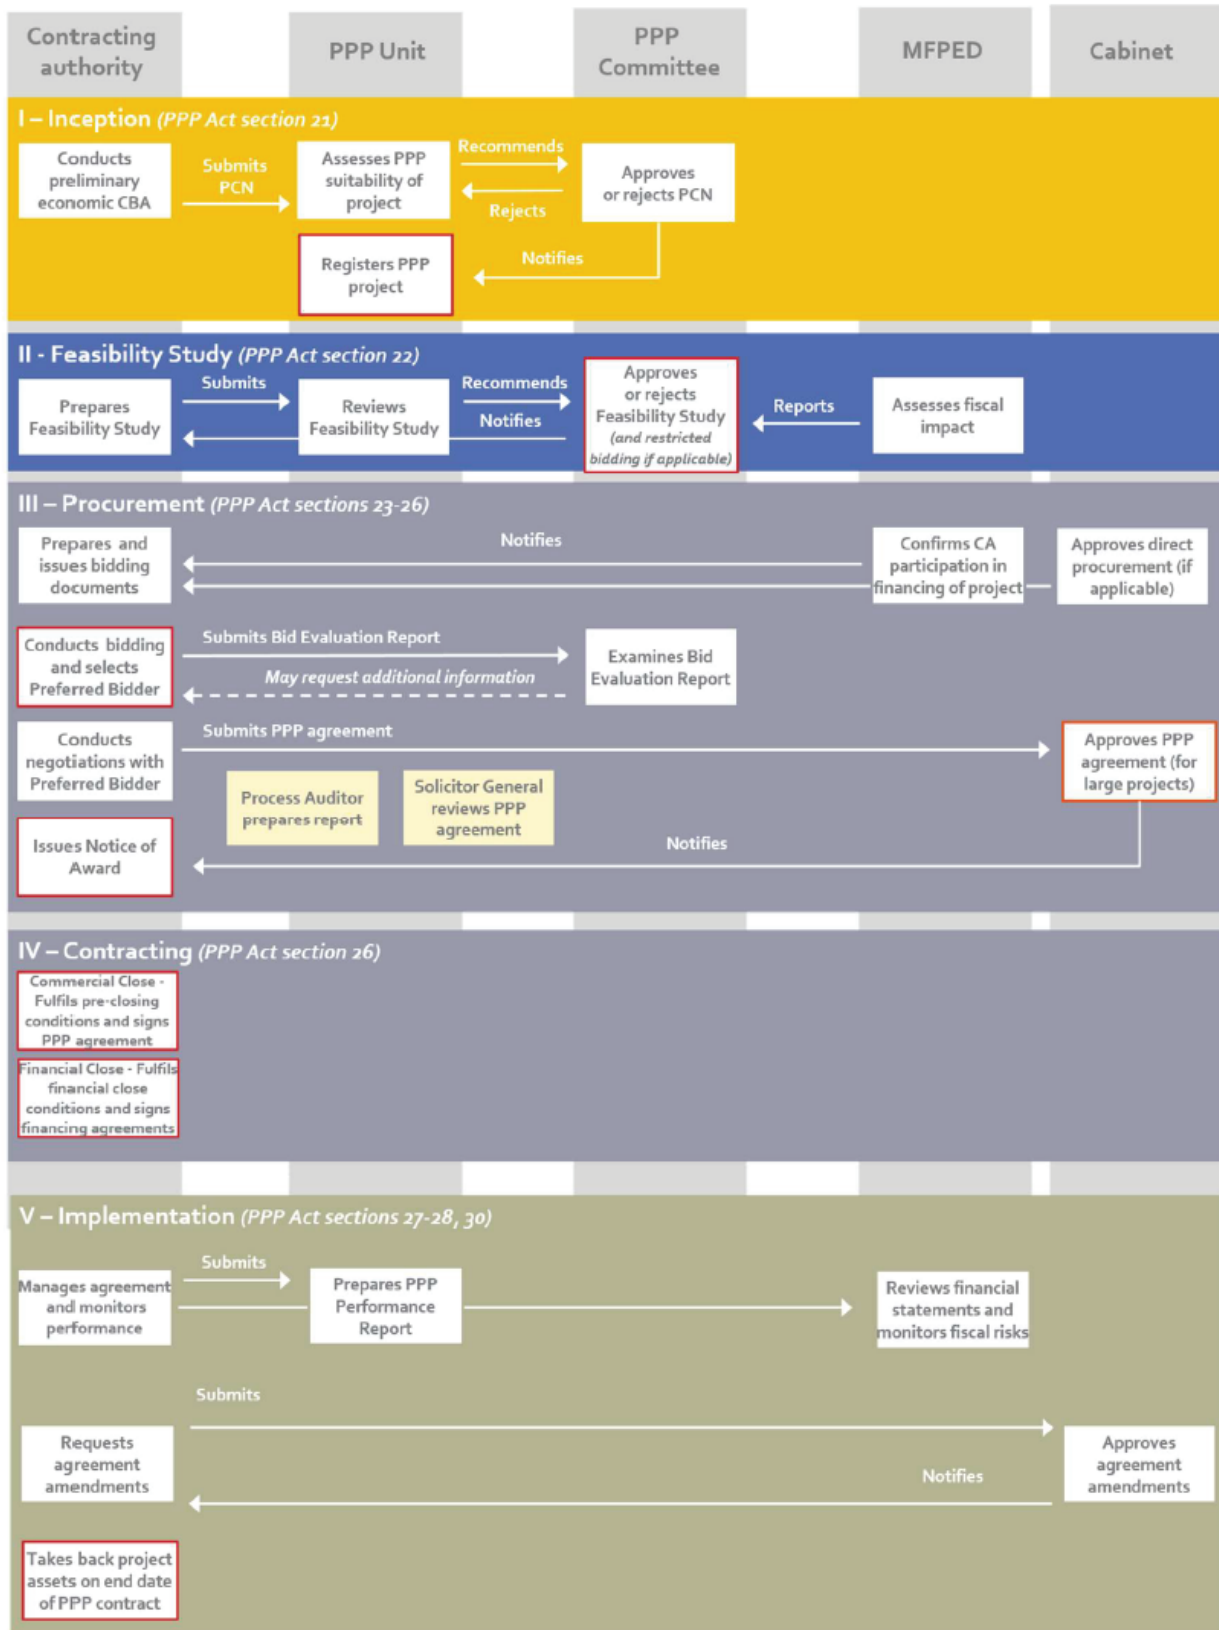 Contracting
authority
PPP Unit
PPP
Committee
MFPED
Cabinet
I – Inception (PPP Act section 21)
Conducts
preliminary
economic CBA
Submits
PCN
Assesses PPP
suitability of
project
Recommends
Rejects
Approves
or rejects PCN
Registers PPP
project
Notifies
II - Feasibility Study (PPP Act section 22)
Prepares
Feasibility Study
Submits
Reviews
Feasibility Study
Recommends
Notifies
Approves
or rejects
Feasibility Study
(and restricted
bidding if applicable)
Reports
Assesses fiscal
impact
III – Procurement (PPP Act sections 23-26)
Prepares and
issues bidding
documents
Notifies
Confirms CA
participation in
financing of project
Approves direct
procurement (if
applicable)
Conducts bidding
and selects
Preferred Bidder
Submits Bid Evaluation Report
May request additional information
Examines Bid
Evaluation Report
Conducts
negotiations with
Preferred Bidder
Submits PPP agreement
Approves PPP
agreement (for
large projects)
Process Auditor
prepares report
Solicitor General
reviews PPP
agreement
Issues Notice of
Award
Notifies
IV – Contracting (PPP Act section 26)
Commercial Close -
Fulfils pre-closing
conditions and signs
PPP agreement
Financial Close - Fulfils
financial close
conditions and signs
financing agreements
V – Implementation (PPP Act sections 27-28, 30)
Manages agreement
and monitors
performance
Submits
Prepares PPP
Performance
Report
Reviews financial
statements and
monitors fiscal risks
Submits
Requests
agreement
amendments
Notifies
Approves
agreement
amendments
Takes back project
assets on end date
of PPP contract